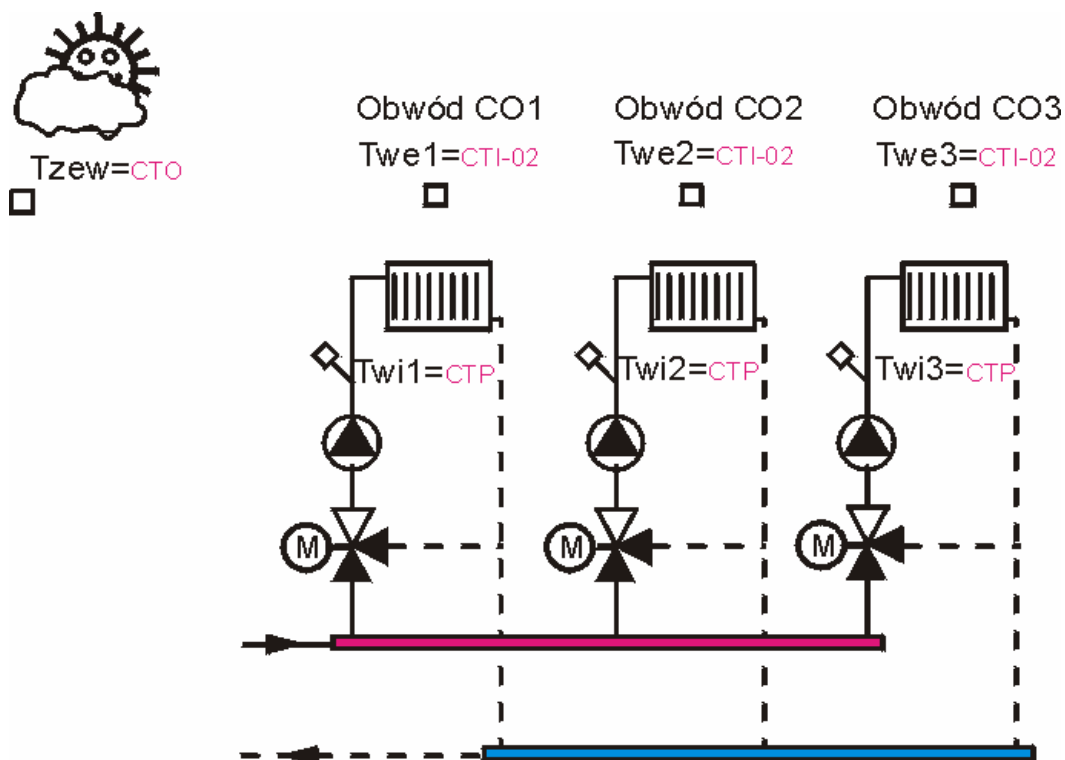 Obwód CO1
Obwód CO2
Obwód CO3
Tzew=CTO
Twe1=CTI-02
Twe2=CTI-02
Twe3=CTI-02
Twi1=CTP
Twi2=CTP
Twi3=CTP
M
M
M